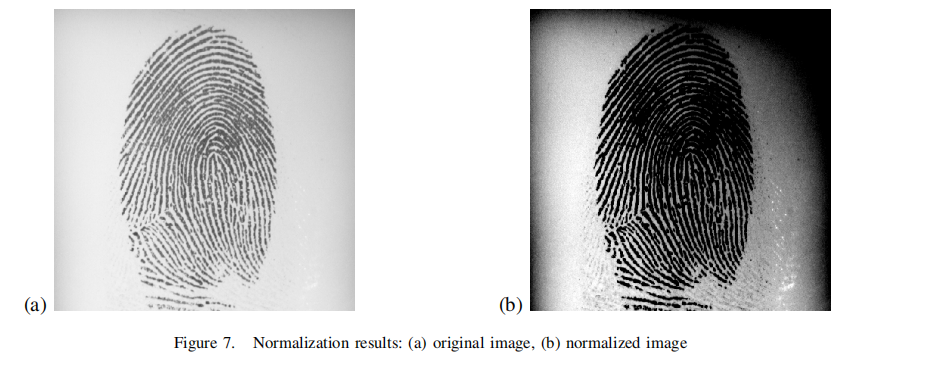 (a)
(b)
Figure 7. Normalization results: (a) original image, (b) normalized image